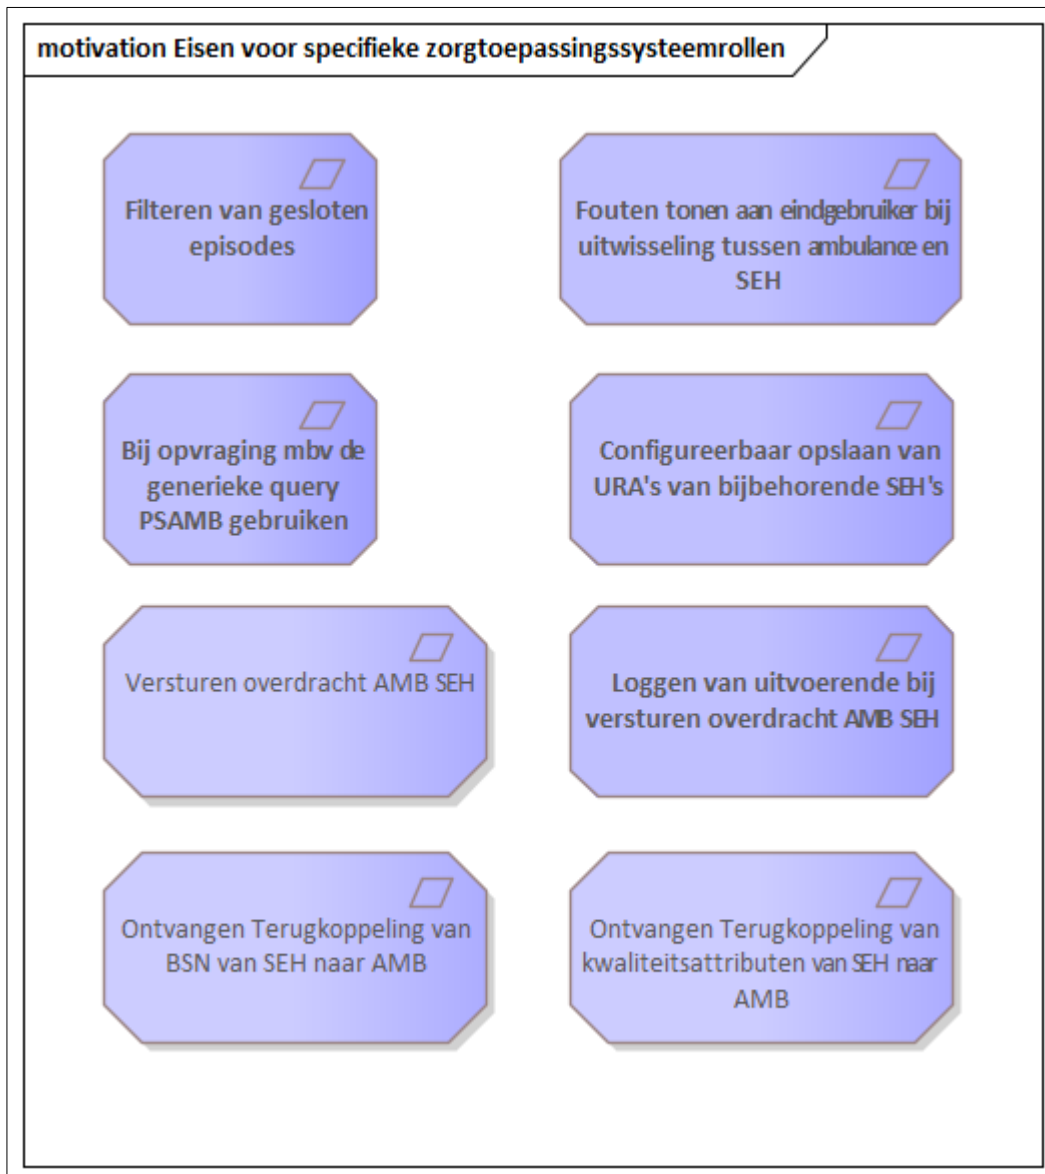 motivation Eisen voor specifieke zorgtoepassingssysteemrollen
Filteren van gesloten
episodes
Fouten tonen aan eindgebruiker bij
uitwisseling tussen ambulance en
SEH
Bij opvraging mbv de
generieke query
PSAMB gebruiken
Configureerbaar opslaan van
URA's van bijbehorende SEH's
Versturen overdracht AMB SEH
Loggen van uitvoerende bij
versturen overdracht AMB SEH
Ontvangen Terugkoppeling van
BSN van SEH naar AMB
Ontvangen Terugkoppeling van
kwaliteitsattributen van SEH naar
AMB